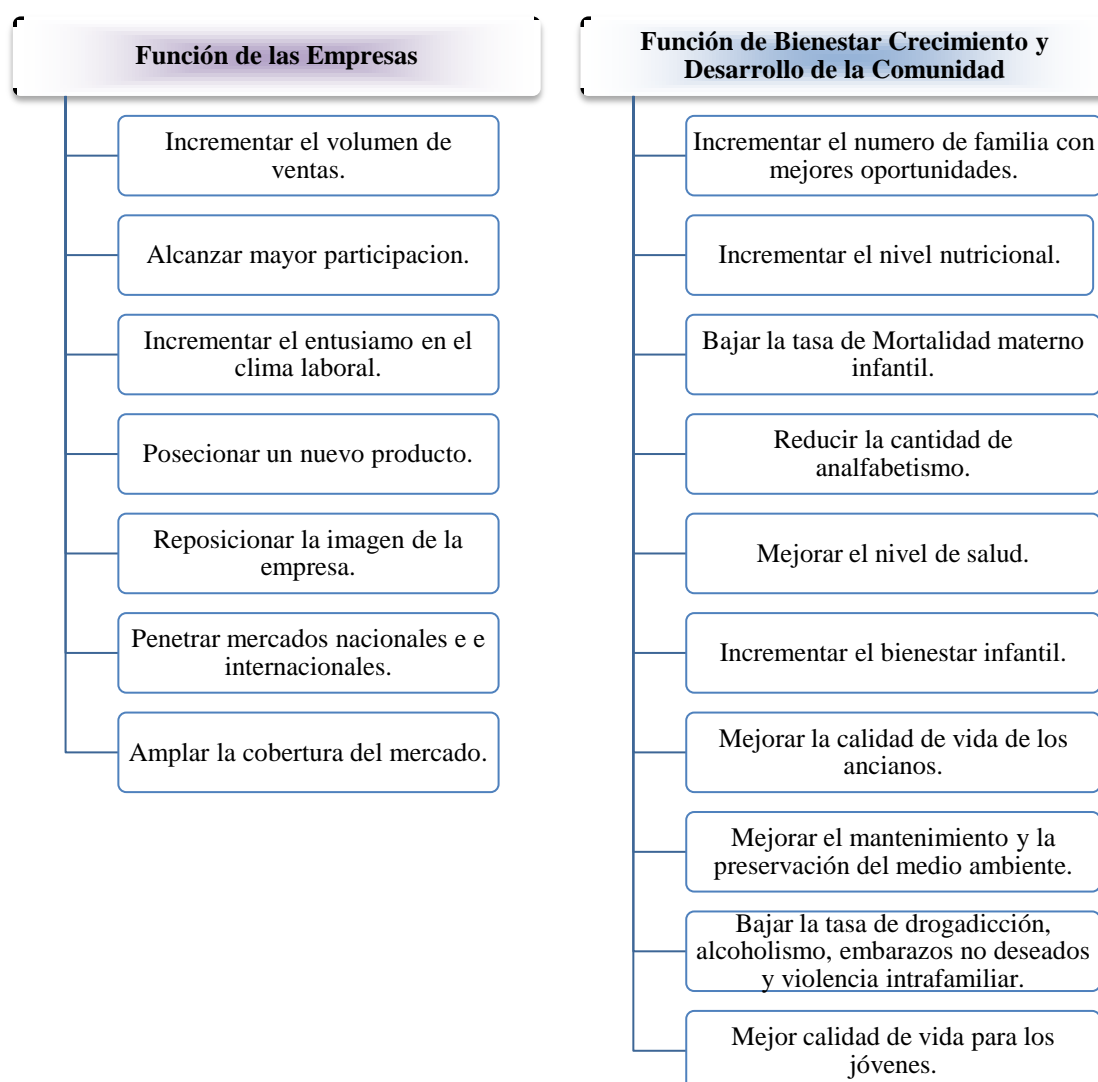 Función de las Empresas
Incrementar el volumen de
ventas.
Alcanzar mayor participacion.
Incrementar el entusiamo en el
clima laboral.
Posecionar un nuevo producto.
Reposicionar la imagen de la
empresa.
Penetrar mercados nacionales e e
internacionales.
Amplar la cobertura del mercado.
Función de Bienestar Crecimiento y
Desarrollo de la Comunidad
Incrementar el numero de familia con
mejores oportunidades.
Incrementar el nivel nutricional.
Bajar la tasa de Mortalidad materno
infantil.
Reducir la cantidad de
analfabetismo.
Mejorar el nivel de salud.
Incrementar el bienestar infantil.
Mejorar la calidad de vida de los
ancianos.
Mejorar el mantenimiento y la
preservación del medio ambiente.
Bajar la tasa de drogadicción,
alcoholismo, embarazos no deseados
y violencia intrafamiliar.
Mejor calidad de vida para los
jóvenes.